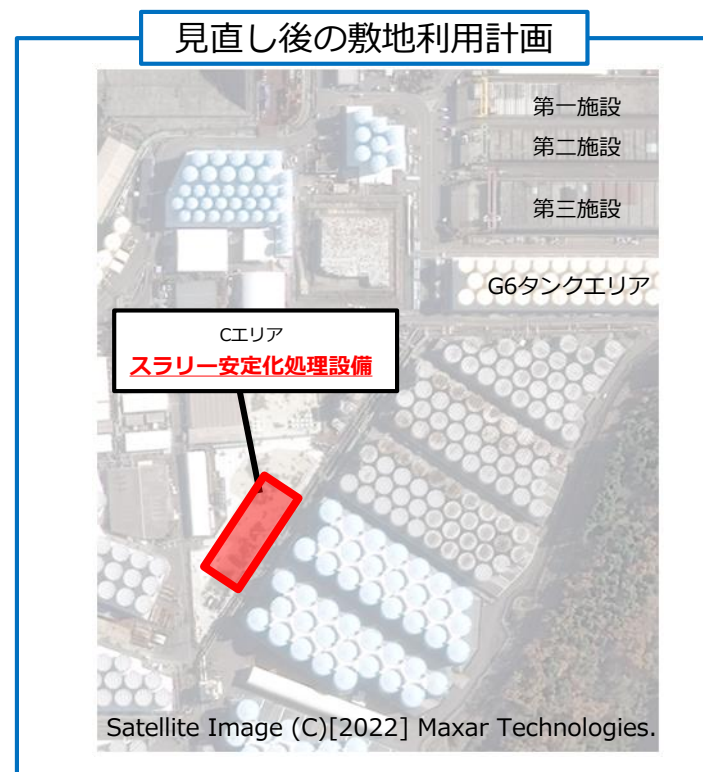 見直し後の敷地利用計画
第一施設
第二施設
第三施設
G6タンクエリア
Cエリア
スラリー安定化処理設備
Satellite Image (C)[2022] Maxar Technologies.